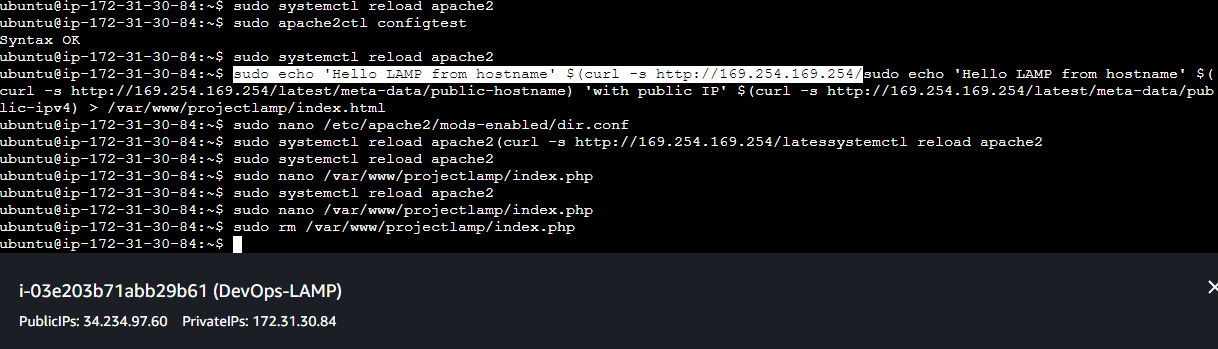 ubuntu@ip-172-31-30-84:~$ sudo systemctl reload apache2
ubuntu@ip-172-31-30-84:~$ sudo apache2ctl configtest
Syntax OK
ubuntu@ip-172-31-30-84:~$ sudo systemctl reload apache2
ubuntu@ip-172-31-30-84:~$ sudo echo 'Hello LAMP from hostname' $(curl -s http://169.254.169.254/sudo echo 'Hello LAMP from hostname' $(
curl -s http://169.254.169.254/latest/meta-data/public-hostname) 'with public IP' $(curl -s http://169.254.169.254/latest/meta-data/pub
lic-ipv4) > /var/www/projectlamp/index.html
ubuntu@ip-172-31-30-84:~$ sudo nano /etc/apache2/mods-enabled/dir.conf
ubuntu@ip-172-31-30-84:~$ sudo systemctl reload apache2(curl -s http://169.254.169.254/latessystemctl reload apache2
ubuntu@ip-172-31-30-84:~$ sudo systemctl reload apache2
ubuntu@ip-172-31-30-84:~$ sudo nano /var/www/projectlamp/index.php
ubuntu@ip-172-31-30-84:~$ sudo systemctl reload apache2
ubuntu@ip-172-31-30-84:~$ sudo nano /var/www/projectlamp/index.php
ubuntu@ip-172-31-30-84:~$ sudo rm /var/www/projectlamp/index.php
ubuntu@ip-172-31-30-84:~$
i-03e203b71abb29b61 (DevOps-LAMP)
PublicIPs: 34.234.97.60 PrivateIPs: 172.31.30.84